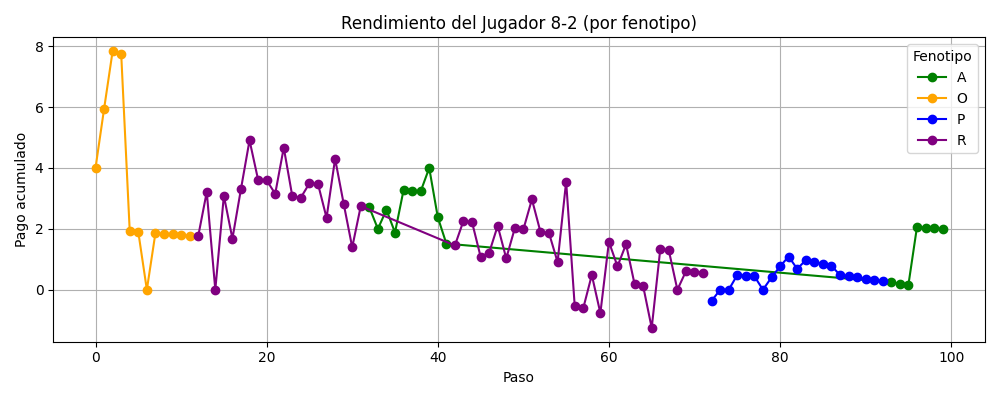 Rendimiento del Jugador 8-2 (por fenotipo)
Pago acumulado
8
6
4
2
0
Fenotipo
A
O
P
R
0 20 40 60 80 100
Paso